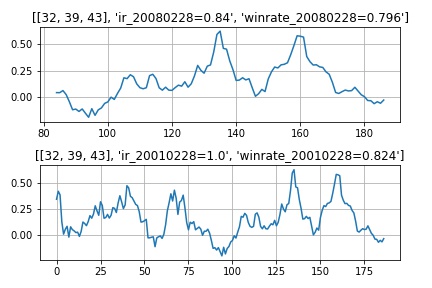 [[32, 39, 43], 'ir_20080228=0.84', 'winrate_20080228=0.796']
0.50
0.25
0.00
80 100 120 140 160 180
[[32, 39, 43], 'ir_20010228=1.0', 'winrate_20010228=0.824']
0.50
0.25
0.00
0 25 50 75 100 125 150 175